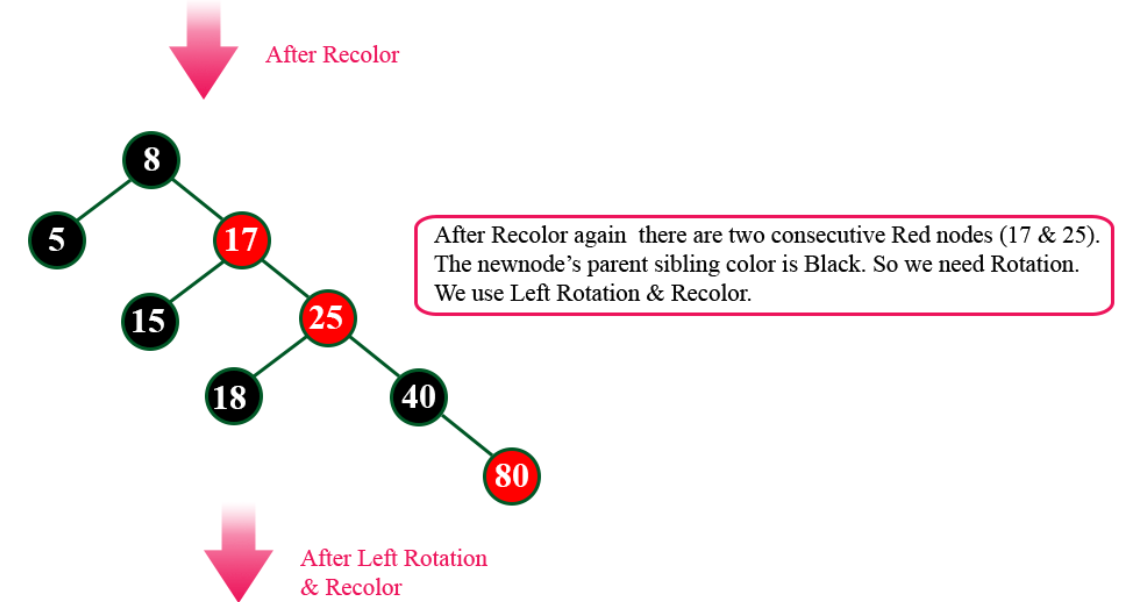 After Recolor
8
5
17
15
25
18
40
80
After Recolor again there are two consecutive Red nodes (17 & 25).
The newnode's parent sibling color is Black. So we need Rotation.
We use Left Rotation & Recolor.
After Left Rotation
& Recolor